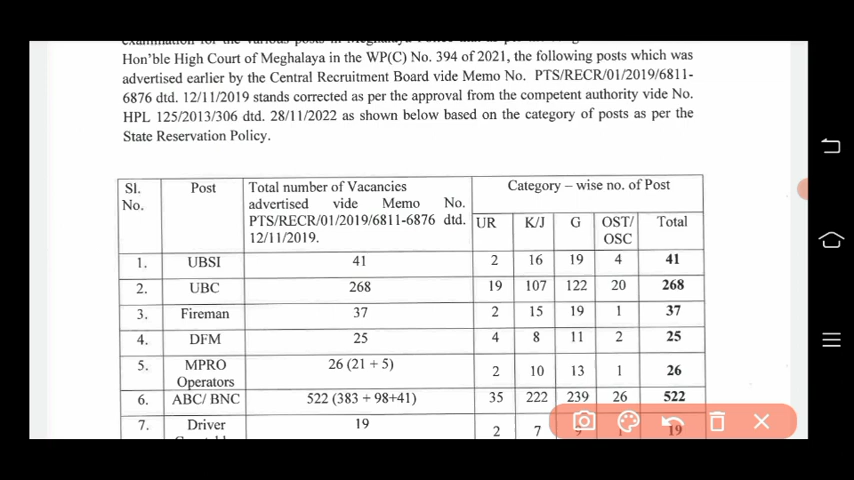 Hon'ble High Court of Meghalaya in the WP(C) No. 394 of 2021, the following posts which was
advertised earlier by the Central Recruitment Board vide Memo No. PTS/RECR/01/2019/6811-
6876 dtd. 12/11/2019 stands corrected as per the approval from the competent authority vide No.
HPL 125/2013/306 dtd. 28/11/2022 as shown below based on the category of posts as per the
State Reservation Policy.
Sl. No. Post Total number of Vacancies advertised vide Memo No. PTS/RECR/01/2019/6811-6876 dtd. 12/11/2019. Category – wise no. of Post
UR K/J G OST/ OSC Total
1. UBSI 41 2 16 19 4 41
2. UBC 268 19 107 122 20 268
3. Fireman 37 2 15 19 1 37
4. DFM 25 4 8 11 2 25
5. MPRO Operators 26 (21 + 5) 2 10 13 1 26
6. ABC/ BNC 522 (383 + 98+41) 35 222 239 26 522
7. Driver 19 2 7 9 1 19